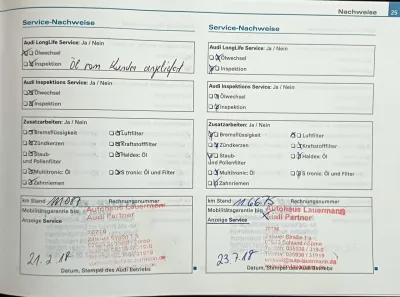 Nachweise 25
Service-Nachweise
Audi LongLife Service: Ja / Nein
Ölwechsel
Inspektion Öl vom Kunden angeliefert
Audi Inspektions Service: Ja / Nein
Ölwechsel
Inspektion
Zusatzarbeiten: Ja / Nein
Bremsflüssigkeit Luftfilter
Zündkerzen Kraftstofffilter
Staub- und Pollenfilter Haldex: Öl
Multitronic: Öl S tronic: Öl und Filter
Zahnriemen
km Stand Rechnungsnummer
Mobilitätsgarantie bis
Anzeige Service
Autohaus Lauermann
Audi Partner
21.2.18
Datum, Stempel des Audi Betriebs
Service-Nachweise
Audi LongLife Service: Ja / Nein
Ölwechsel
Inspektion
Audi Inspektions Service: Ja / Nein
Ölwechsel
Inspektion
Zusatzarbeiten: Ja / Nein
Bremsflüssigkeit Luftfilter
Zündkerzen Kraftstofffilter
Staub- und Pollenfilter Haldex: Öl
Multitronic: Öl S tronic: Öl und Filter
Zahnriemen
km Stand Rechnungsnummer
Mobilitätsgarantie bis
Anzeige Service
Autohaus Lauermann
Audi Partner
23.7.18
Datum, Stempel des Audi Betriebs